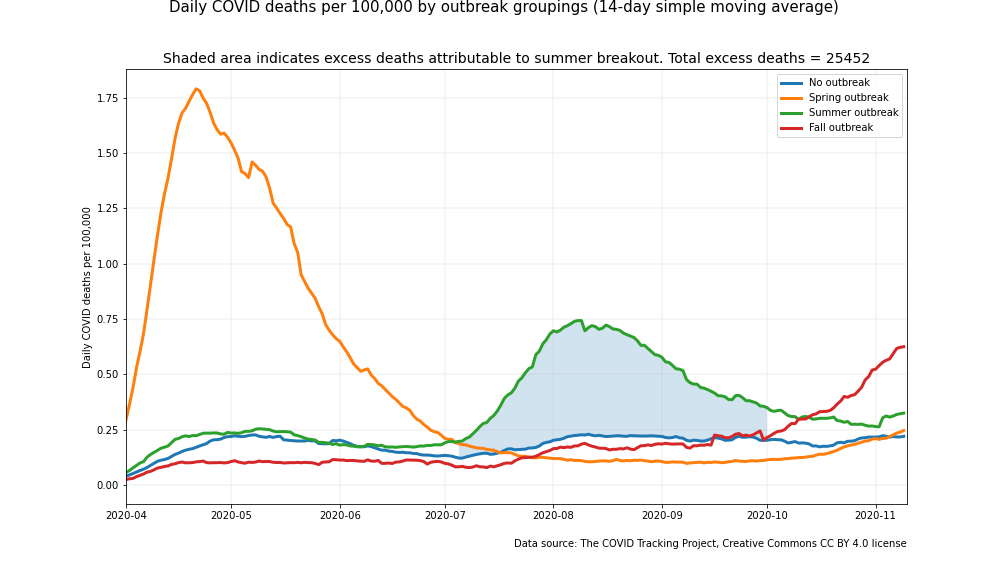 Daily COVID deaths per 100,000 by outbreak groupings (14-day simple moving average)
Shaded area indicates excess deaths attributable to summer breakout. Total excess deaths = 25452
No outbreak
Spring outbreak
Summer outbreak
Fall outbreak
Daily COVID deaths per 100,000
1.75
1.50
1.25
1.00
0.75
0.50
0.25
0.00
2020-04 2020-05 2020-06 2020-07 2020-08 2020-09 2020-10 2020-11
Data source: The COVID Tracking Project, Creative Commons CC BY 4.0 license